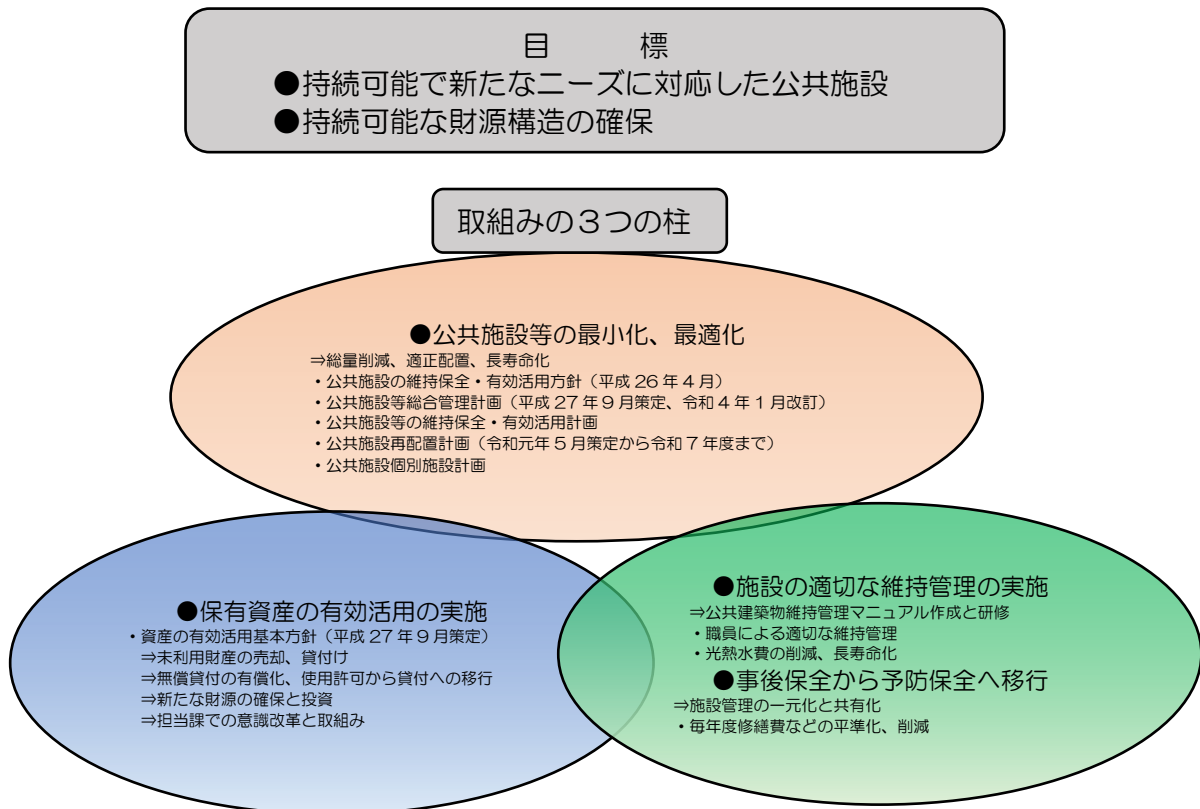 目　　　標
●持続可能で新たなニーズに対応した公共施設
●持続可能な財源構造の確保
取組みの３つの柱
●公共施設等の最小化、最適化
⇒総量削減、適正配置、長寿命化
・公共施設の維持保全・有効活用方針（平成 26 年 4 月）
・公共施設等総合管理計画（平成 27 年 9 月策定、令和 4 年 1 月改訂）
・公共施設等の維持保全・有効活用計画
・公共施設再配置計画（令和元年 5 月策定から令和 7 年度まで）
・公共施設個別施設計画
●保有資産の有効活用の実施
・資産の有効活用基本方針（平成 27 年 9 月策定）
⇒未利用財産の売却、貸付け
⇒無償貸付の有償化、使用許可から貸付への移行
⇒新たな財源の確保と投資
⇒担当課での意識改革と取組み
●施設の適切な維持管理の実施
⇒公共建築物維持管理マニュアル作成と研修
・職員による適切な維持管理
・光熱水費の削減、長寿命化
●事後保全から予防保全へ移行
⇒施設管理の一元化と共有化
・毎年度修繕費などの平準化、削減